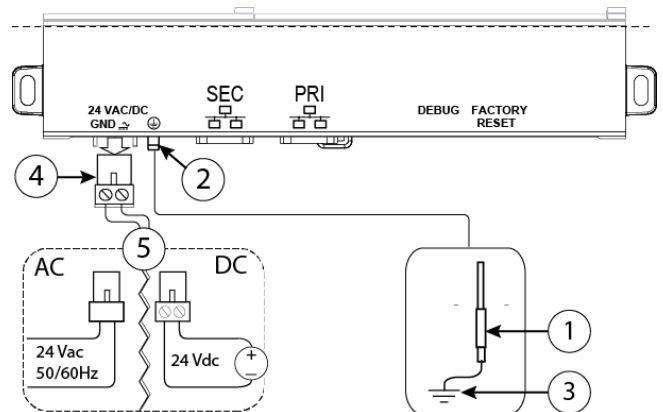 SEC
PRI
24 VAC/DC
GND
DEBUG
FACTORY
RESET
4
2
5
AC
DC
24 Vac
50/60Hz
24 Vdc
+
−
1
3